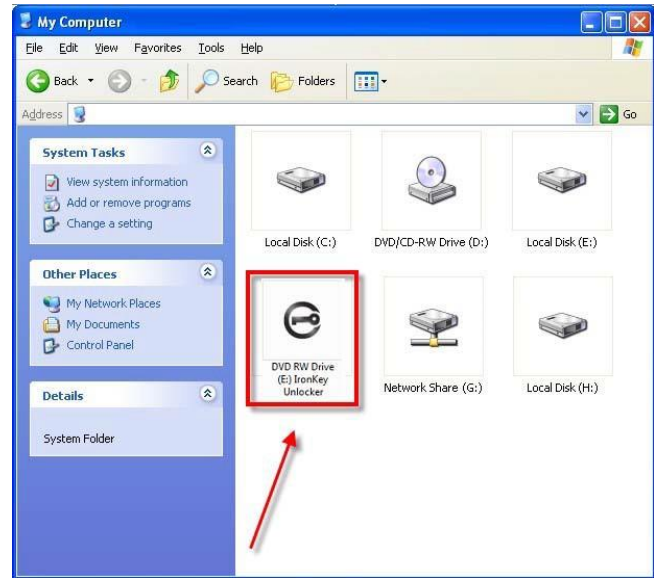 My Computer
File Edit View Favorites Tools Help
Back Search Folders
Address Go
System Tasks
View system information
Add or remove programs
Change a setting
Other Places
My Network Places
My Documents
Control Panel
Details
System Folder
Local Disk (C:) DVD/CD-RW Drive (D:) Local Disk (E:)
DVD RW Drive
(E:) IronKey
Unlocker
Network Share (G:) Local Disk (H:)